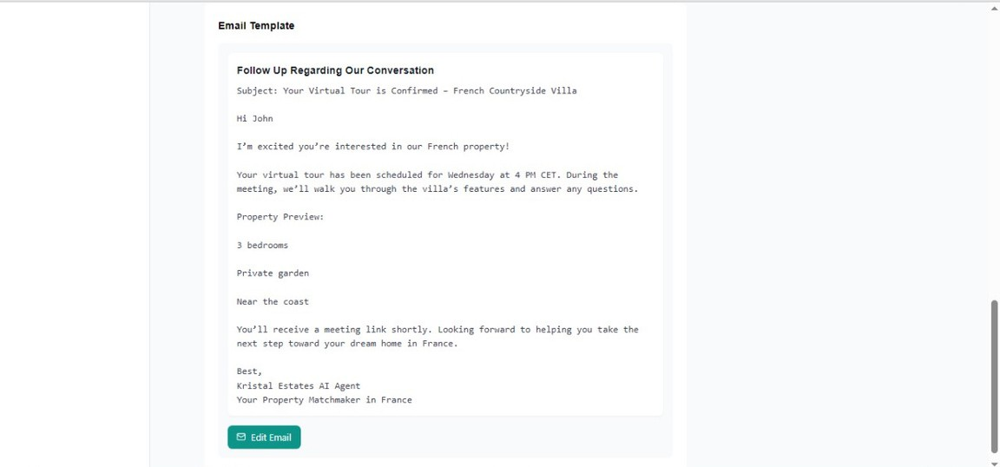 Email Template
Follow Up Regarding Our Conversation
Subject: Your Virtual Tour is Confirmed – French Countryside Villa
Hi John
I’m excited you’re interested in our French property!
Your virtual tour has been scheduled for Wednesday at 4 PM CET. During the
meeting, we’ll walk you through the villa’s features and answer any questions.
Property Preview:
3 bedrooms
Private garden
Near the coast
You’ll receive a meeting link shortly. Looking forward to helping you take the
next step toward your dream home in France.
Best,
Kristal Estates AI Agent
Your Property Matchmaker in France
Edit Email